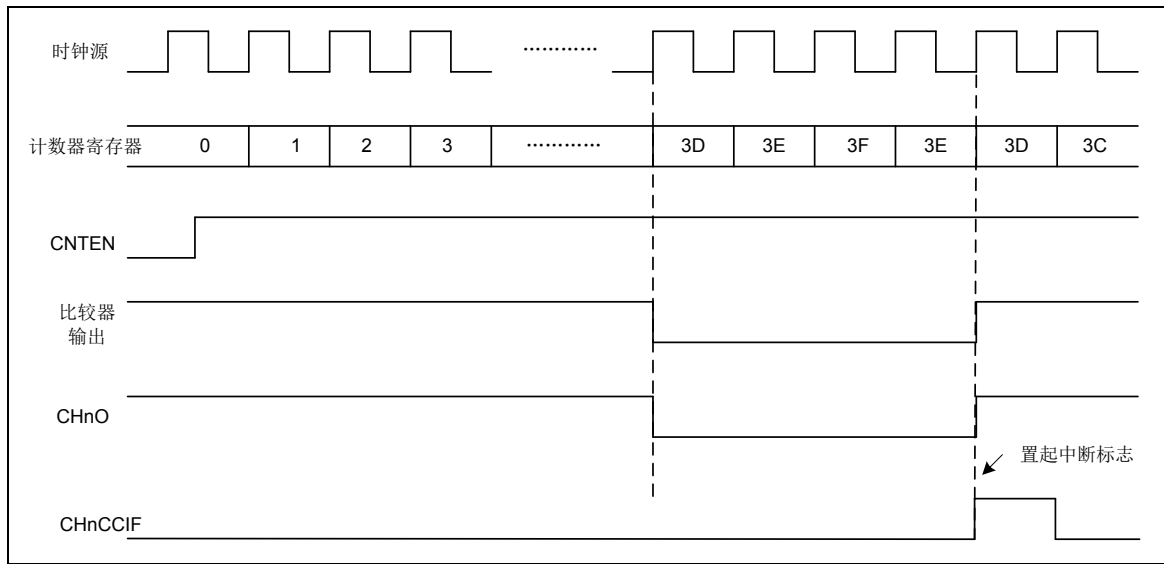 时钟源
…………
计数器寄存器
0 1 2 3 ………… 3D 3E 3F 3E 3D 3C
CNTEN
比较器
输出
CHnO
置起中断标志
CHnCCIF